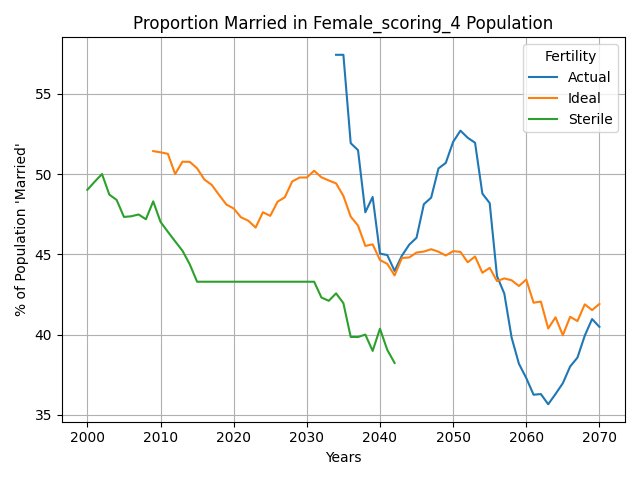 Proportion Married in Female_scoring_4 Population
Fertility
Actual
Ideal
Sterile
% of Population 'Married'
55
50
45
40
35
2000 2010 2020 2030 2040 2050 2060 2070
Years